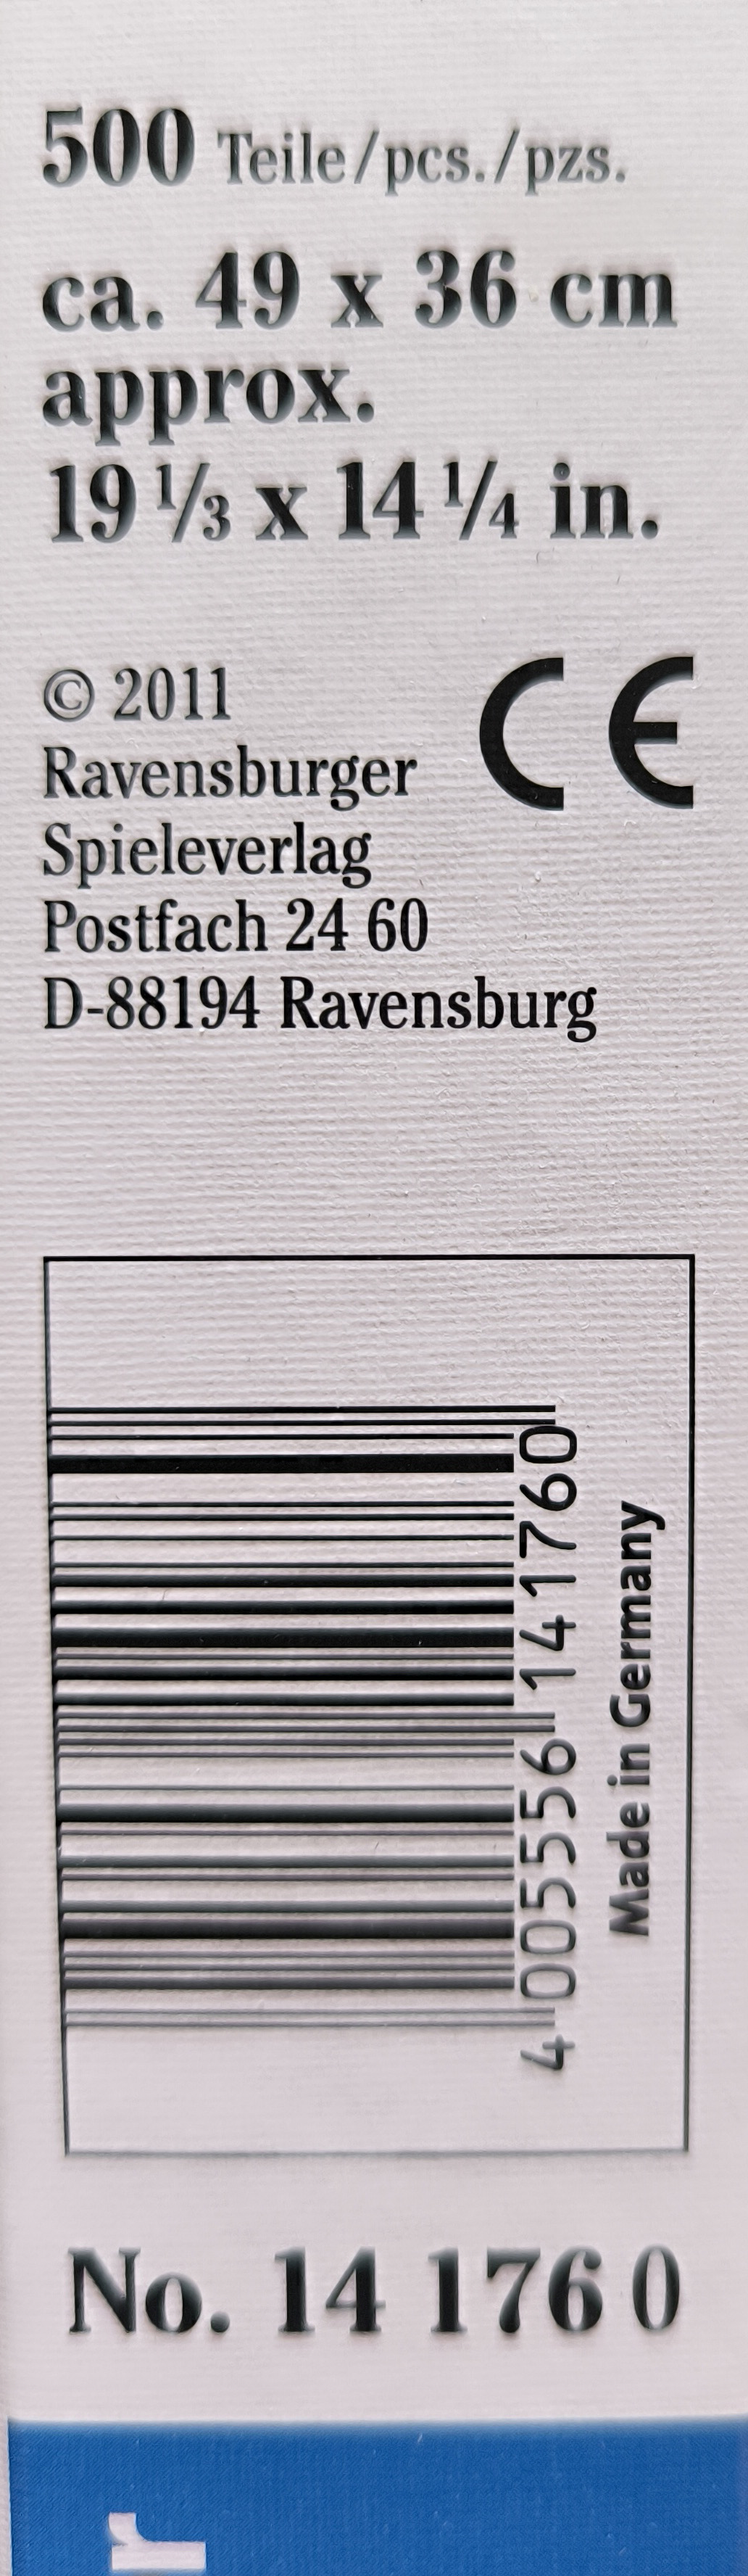 500 Teile/pcs./pzs.
ca. 49 x 36 cm
approx.
19 ⅓ x 14 ¼ in.
© 2011
Ravensburger
Spieleverlag
Postfach 24 60
D-88194 Ravensburg
CE
4 005556 141760
Made in Germany
No. 14 176 0
r